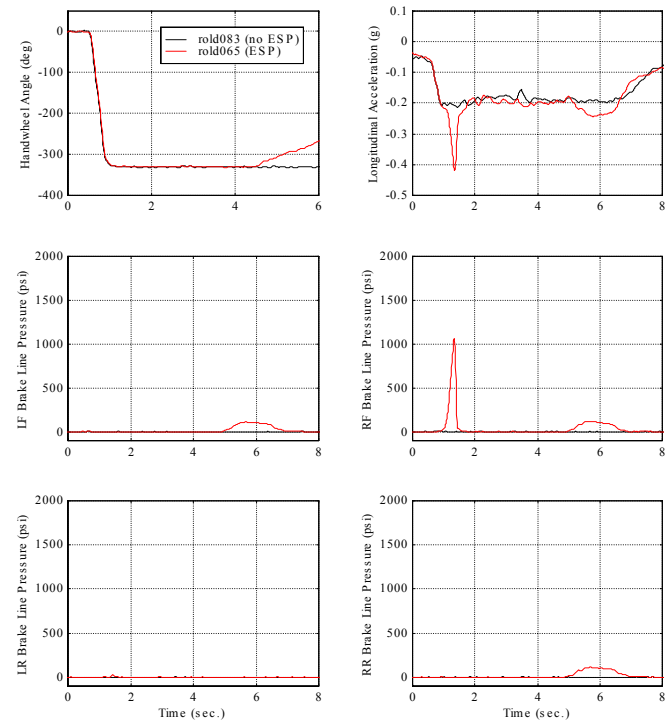 Handwheel Angle (deg)
0
-100
-200
-300
-400
0 2 4 6
rold083 (no ESP)
rold065 (ESP)
Longitudinal Acceleration (g)
0.1
0
-0.1
-0.2
-0.3
-0.4
-0.5
0 2 4 6 8
LF Brake Line Pressure (psi)
2000
1500
1000
500
0
0 2 4 6 8
RF Brake Line Pressure (psi)
2000
1500
1000
500
0
0 2 4 6 8
LR Brake Line Pressure (psi)
2000
1500
1000
500
0
0 2 4 6 8
Time (sec.)
RR Brake Line Pressure (psi)
2000
1500
1000
500
0
0 2 4 6 8
Time (sec.)